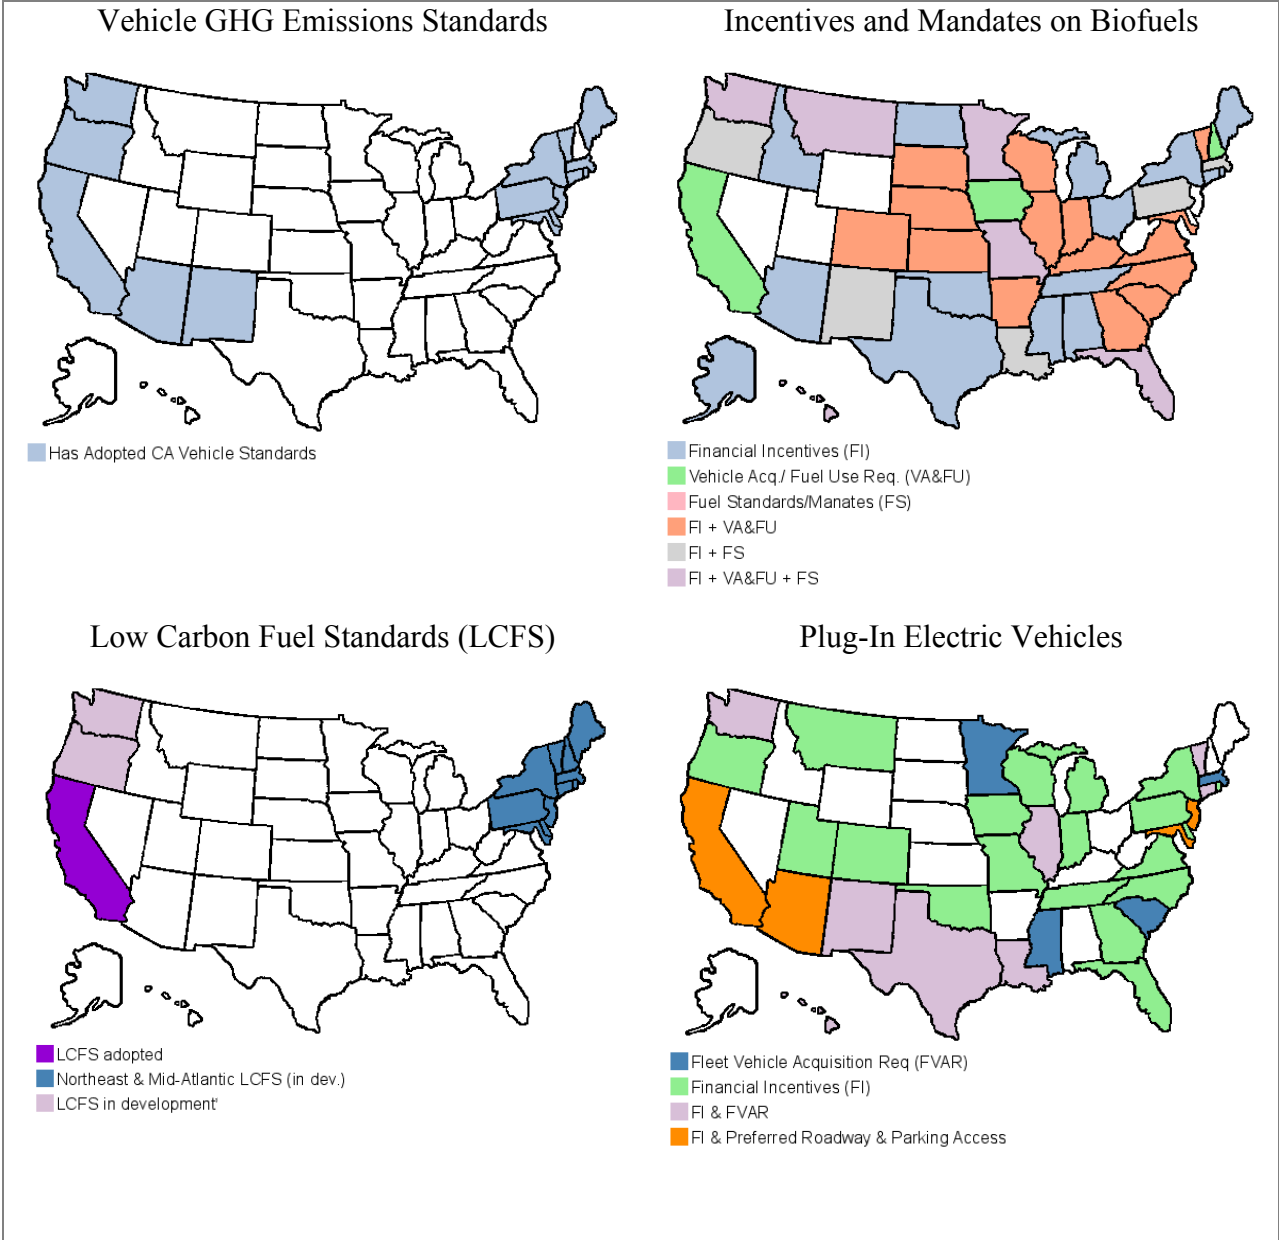 Vehicle GHG Emissions Standards
Incentives and Mandates on Biofuels
Has Adopted CA Vehicle Standards
Financial Incentives (FI)
Vehicle Acq./ Fuel Use Req. (VA&FU)
Fuel Standards/Manates (FS)
FI + VA&FU
FI + FS
FI + VA&FU + FS
Low Carbon Fuel Standards (LCFS)
Plug-In Electric Vehicles
LCFS adopted
Northeast & Mid-Atlantic LCFS (in dev.)
LCFS in development'
Fleet Vehicle Acquisition Req (FVAR)
Financial Incentives (FI)
FI & FVAR
FI & Preferred Roadway & Parking Access